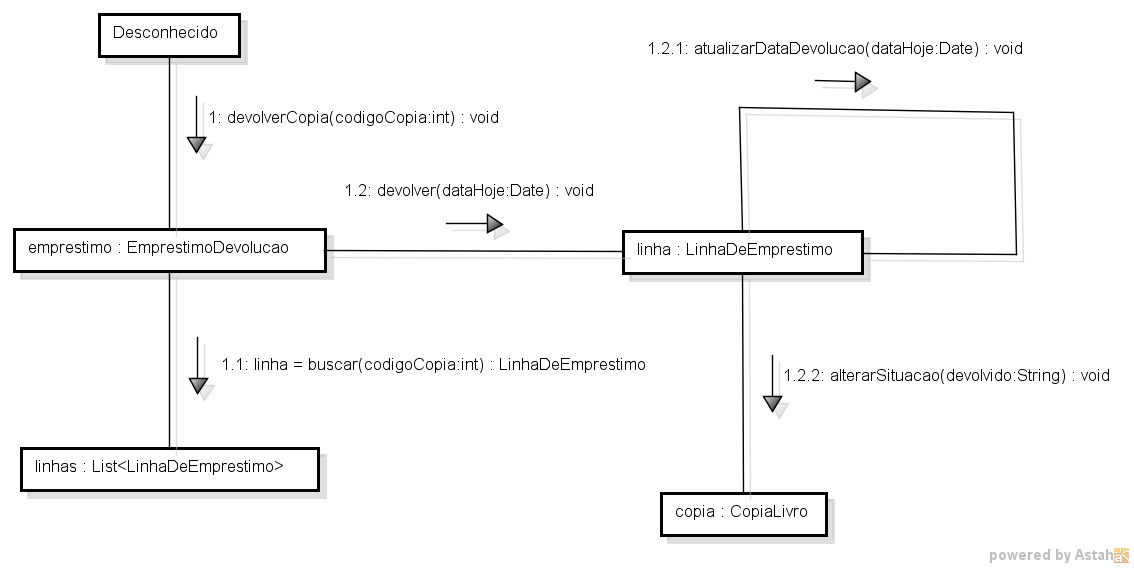 Desconhecido
1.2.1: atualizarDataDevolucao(dataHoje:Date) : void
1: devolverCopia(codigoCopia:int) : void
1.2: devolver(dataHoje:Date) : void
emprestimo : EmprestimoDevolucao
linha : LinhaDeEmprestimo
1.1: linha = buscar(codigoCopia:int) : LinhaDeEmprestimo
1.2.2: alterarSituacao(devolvido:String) : void
linhas : List<LinhaDeEmprestimo>
copia : CopiaLivro
powered by Astah